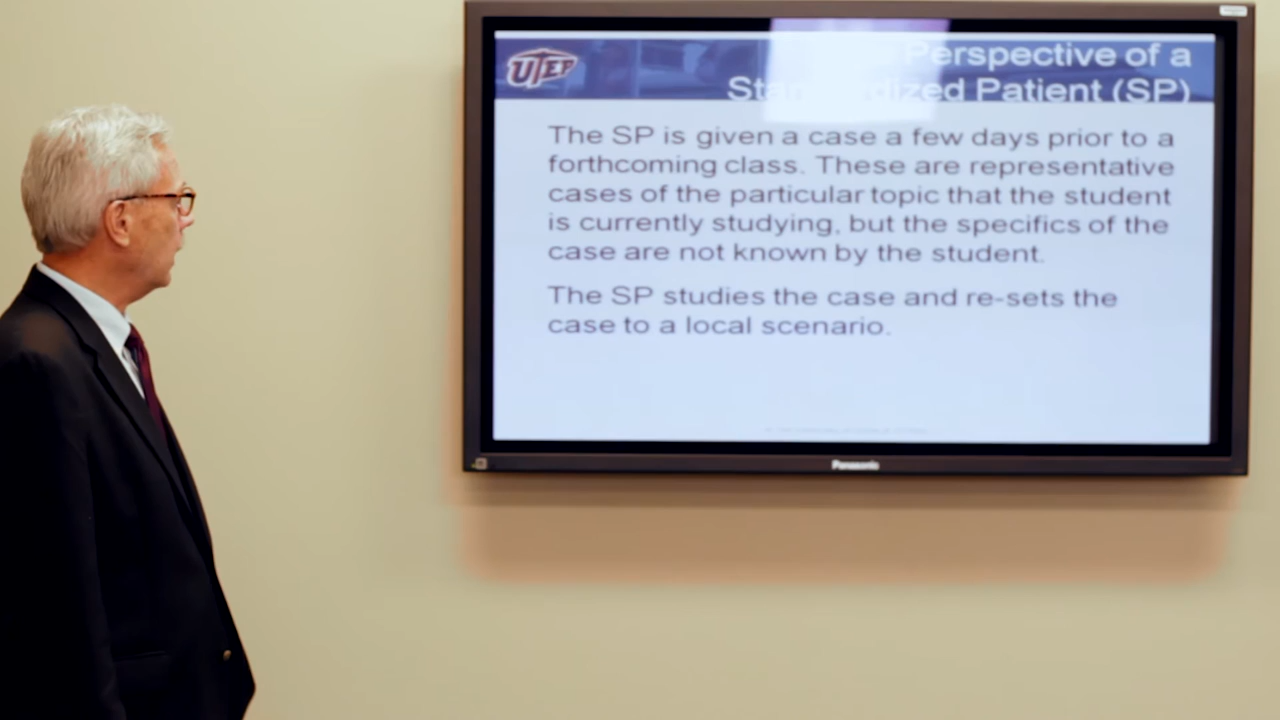 UTEP
Perspective of a
Standardized Patient (SP)
The SP is given a case a few days prior to a
forthcoming class. These are representative
cases of the particular topic that the student
is currently studying, but the specifics of the
case are not known by the student.
The SP studies the case and re-sets the
case to a local scenario.
Panasonic